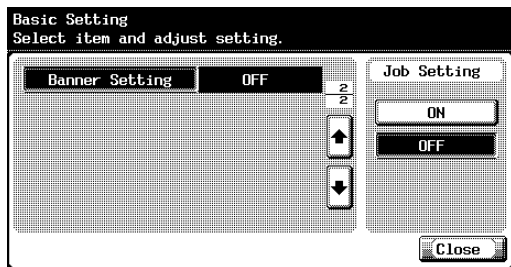 Basic Setting
Select item and adjust setting.
Banner Setting OFF
2
2
Job Setting
ON
OFF
Close